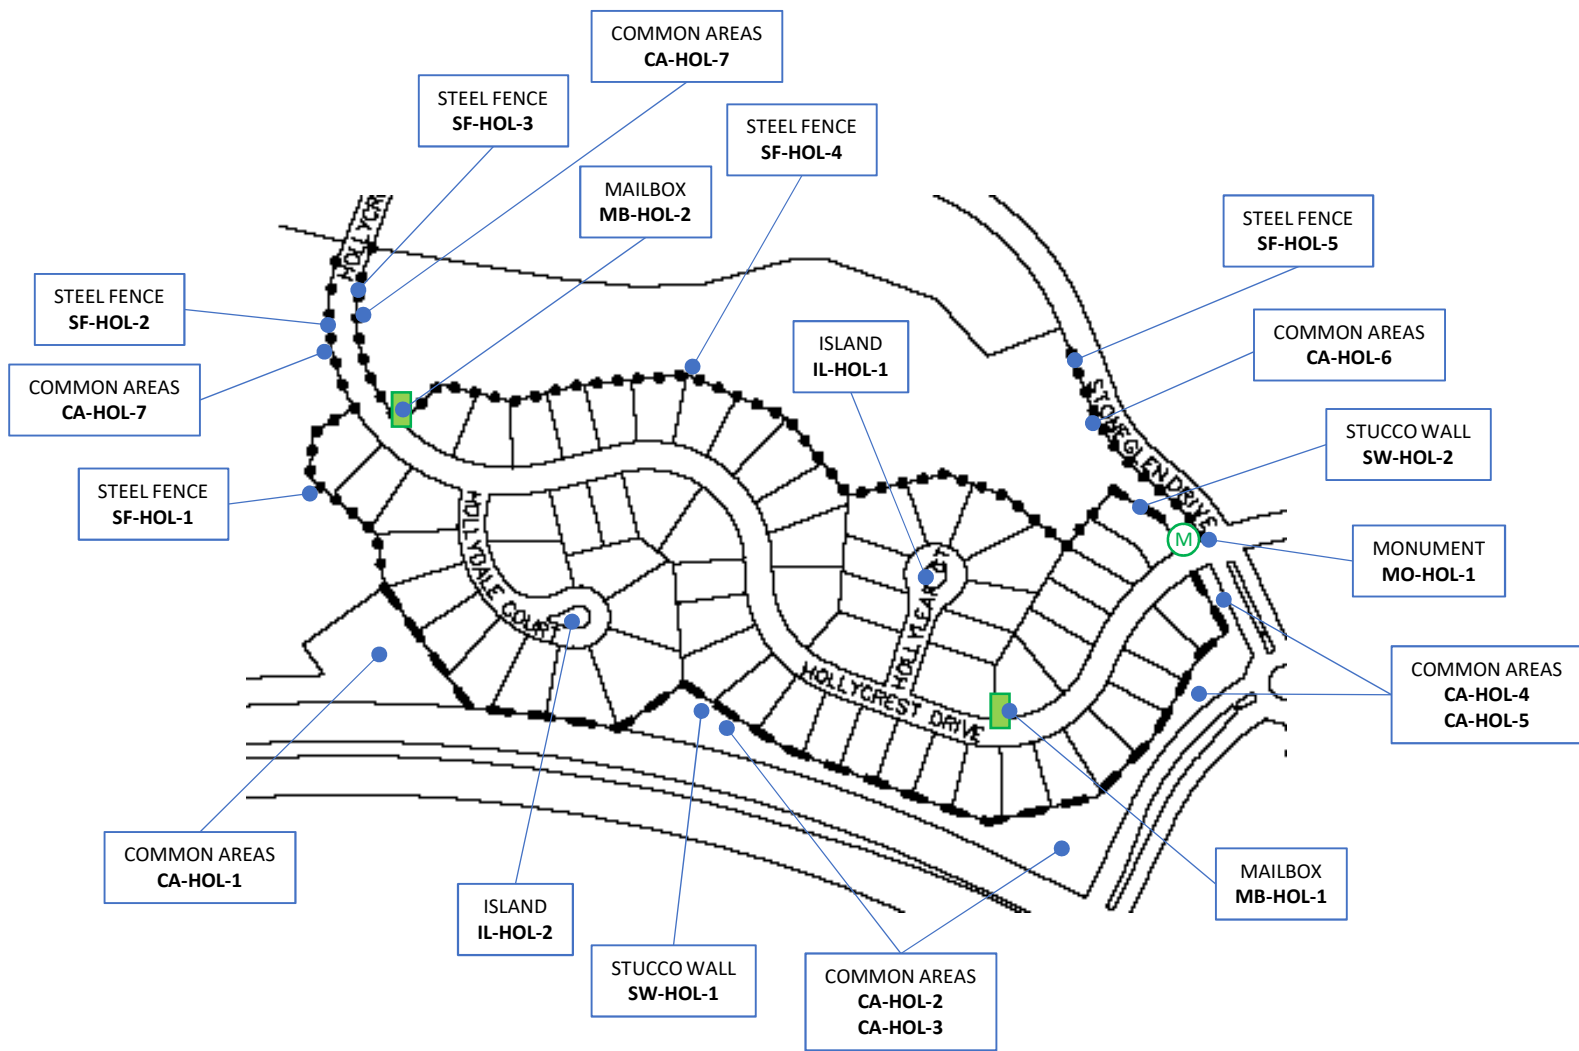 COMMON AREAS
CA-HOL-7
STEEL FENCE
SF-HOL-3
STEEL FENCE
SF-HOL-4
MAILBOX
MB-HOL-2
STEEL FENCE
SF-HOL-5
STEEL FENCE
SF-HOL-2
COMMON AREAS
CA-HOL-6
ISLAND
IL-HOL-1
COMMON AREAS
CA-HOL-7
STUCCO WALL
SW-HOL-2
STEEL FENCE
SF-HOL-1
MONUMENT
MO-HOL-1
M
STONEGLEN DRIVE
HOLLYDALE COURT
HOLLYCREST DRIVE
COMMON AREAS
CA-HOL-4
CA-HOL-5
COMMON AREAS
CA-HOL-1
MAILBOX
MB-HOL-1
ISLAND
IL-HOL-2
STUCCO WALL
SW-HOL-1
COMMON AREAS
CA-HOL-2
CA-HOL-3